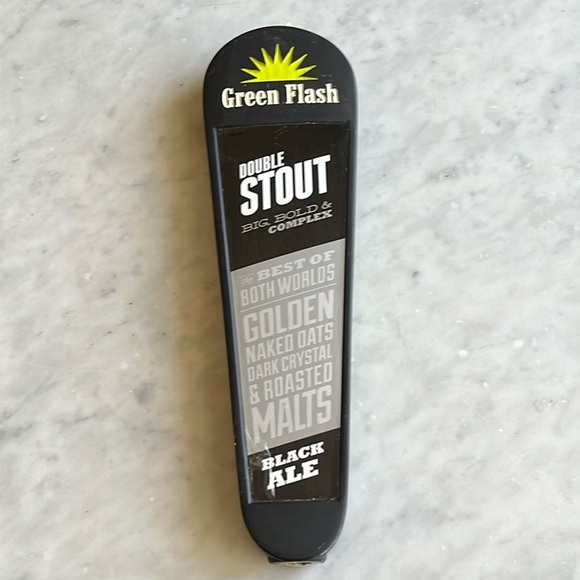 Green Flash
DOUBLE
STOUT
BIG, BOLD &
COMPLEX
THE BEST OF
BOTH WORLDS
GOLDEN
NAKED OATS
DARK CRYSTAL
& ROASTED
MALTS
BLACK
ALE